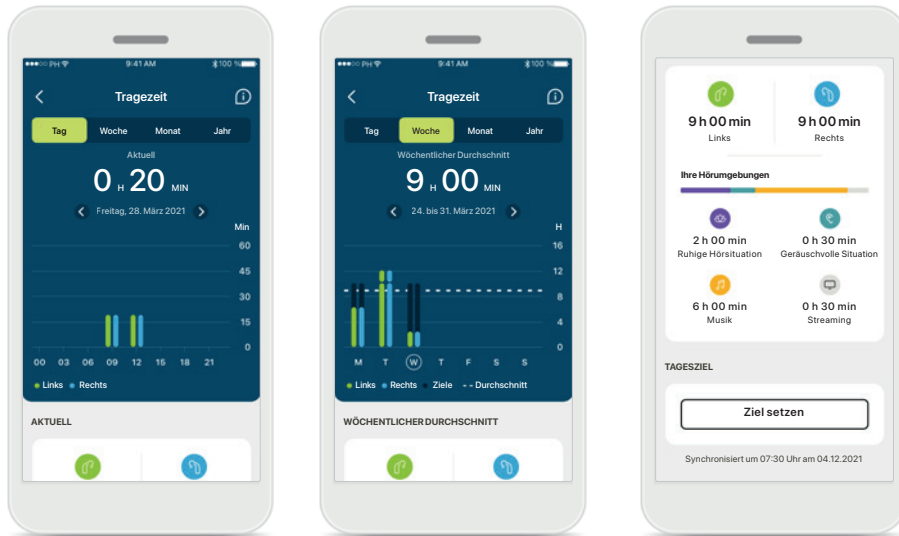 PH 9:41 AM 100 %
Tragezeit
Tag Woche Monat Jahr
Aktuell
0 H 20 MIN
Freitag, 28. März 2021
Min
60
45
30
15
0
00 03 06 09 12 15 18 21
Links Rechts
AKTUELL
PH 9:41 AM 100 %
Tragezeit
Tag Woche Monat Jahr
Wöchentlicher Durchschnitt
9 H 00 MIN
24. bis 31. März 2021
H
16
12
8
4
0
M T W T F S S
Links Rechts Ziele -- Durchschnitt
WÖCHENTLICHER DURCHSCHNITT
9 h 00 min 9 h 00 min
Links Rechts
Ihre Hörumgebungen
2 h 00 min 0 h 30 min
Ruhige Hörsituation Geräuschvolle Situation
6 h 00 min 0 h 30 min
Musik Streaming
TAGESZIEL
Ziel setzen
Synchronisiert um 07:30 Uhr am 04.12.2021